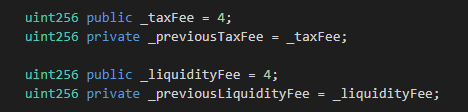 uint256 public _taxFee = 4;
uint256 private _previousTaxFee = _taxFee;
uint256 public _liquidityFee = 4;
uint256 private _previousLiquidityFee = _liquidityFee;